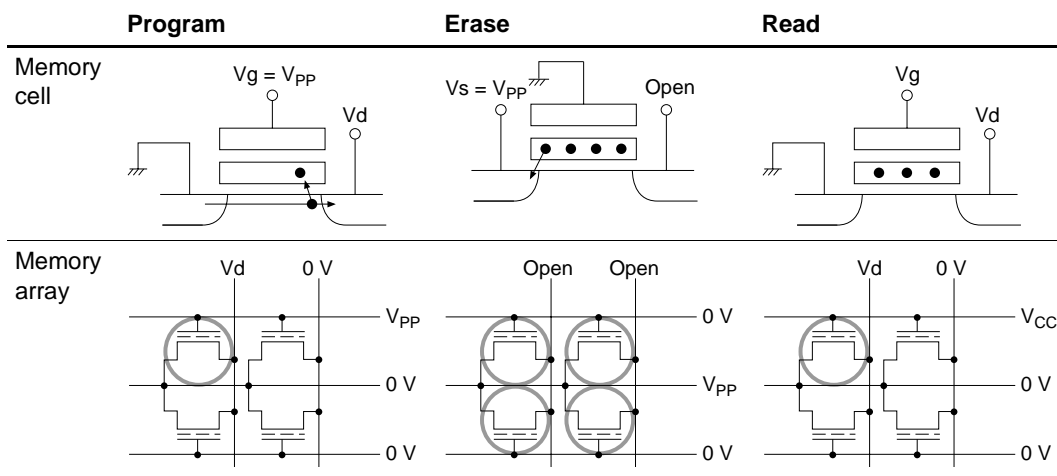 Program Erase Read
Memory cell
Vg = VPP
Vd
Vs = VPP
Open
Vg
Vd
Memory array
Vd 0 V
VPP
0 V
0 V
Open Open
0 V
VPP
0 V
Vd 0 V
VCC
0 V
0 V